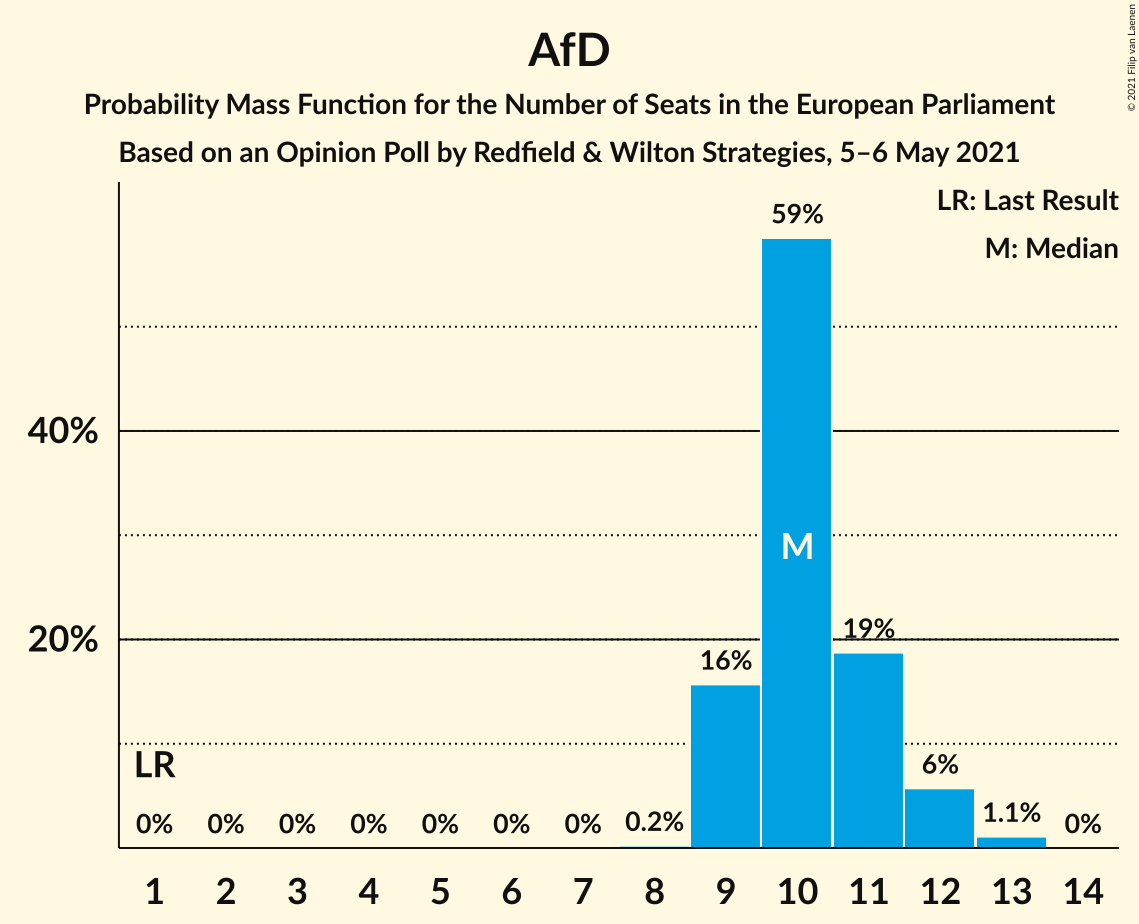 AfD
Probability Mass Function for the Number of Seats in the European Parliament
Based on an Opinion Poll by Redfield & Wilton Strategies, 5–6 May 2021
© 2021 Filip van Laenen
LR: Last Result
M: Median
59%
40%
M
20%
19%
16%
LR
6%
0% 0% 0% 0% 0% 0% 0% 0.2% 1.1% 0%
1 2 3 4 5 6 7 8 9 10 11 12 13 14